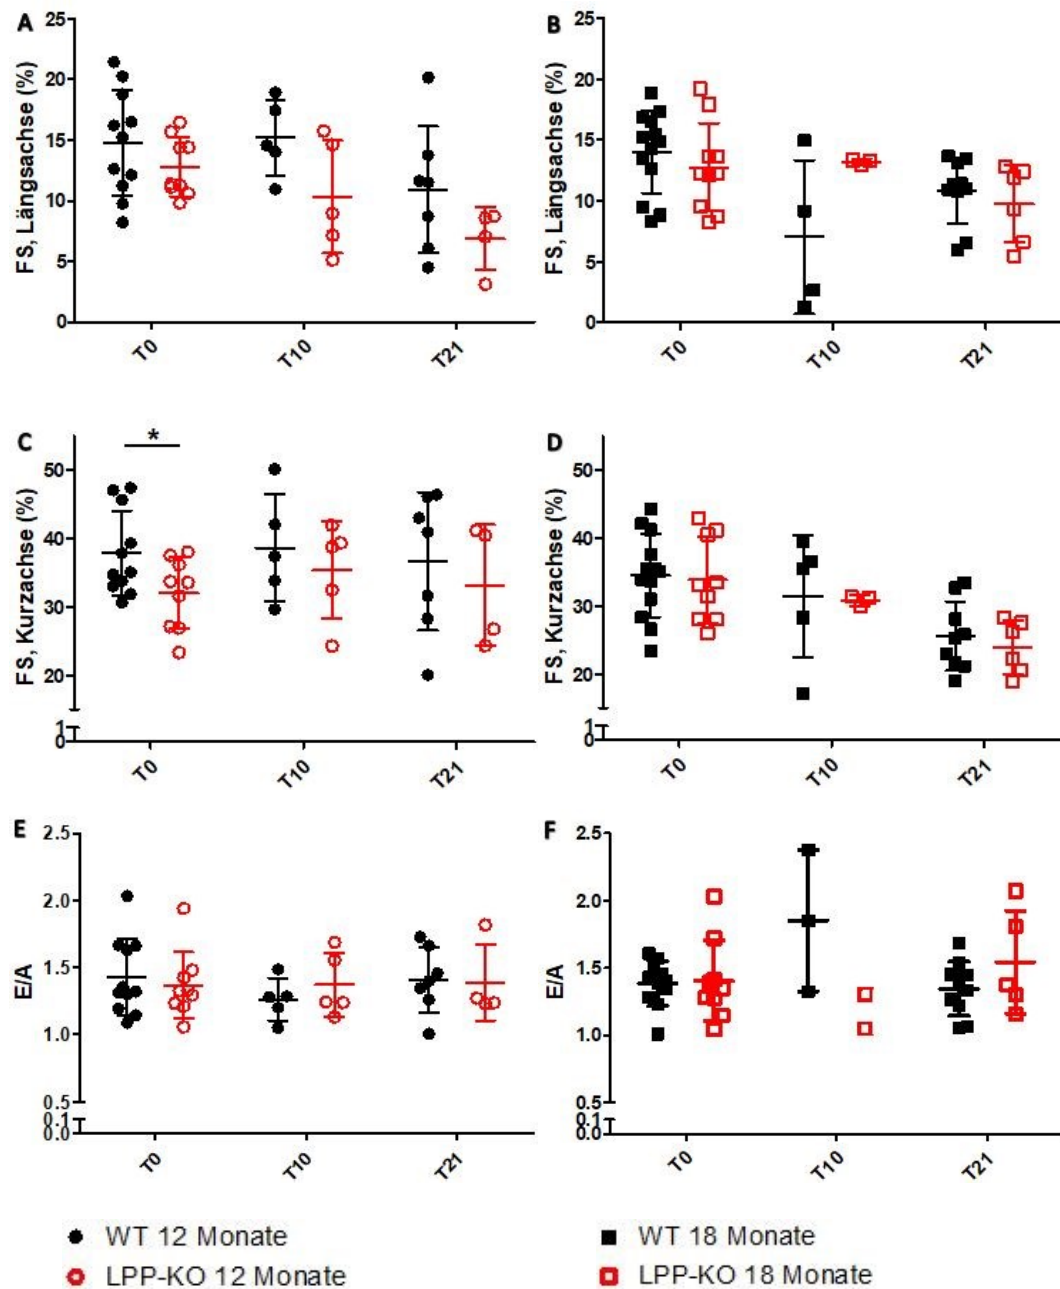 A
FS, Längsachse (%)
25
20
15
10
5
0
T0
T10
T21
B
FS, Längsachse (%)
25
20
15
10
5
0
T0
T10
T21
C
FS, Kurzachse (%)
*
50
40
30
20
1
0
T0
T10
T21
D
FS, Kurzachse (%)
50
40
30
20
1
0
T0
T10
T21
E
E/A
2.5
2.0
1.5
1.0
0.5
0.1
0.0
T0
T10
T21
F
E/A
2.5
2.0
1.5
1.0
0.5
0.1
0.0
T0
T10
T21
WT 12 Monate
LPP-KO 12 Monate
WT 18 Monate
LPP-KO 18 Monate